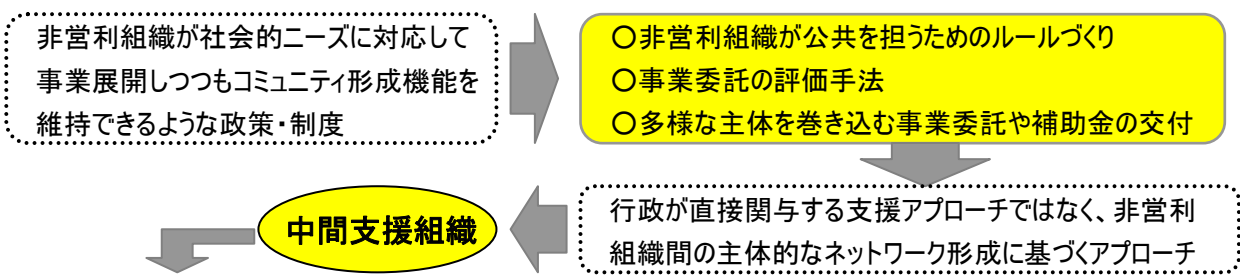 非営利組織が社会的ニーズに対応して
事業展開しつつもコミュニティ形成機能を
維持できるような政策・制度
○非営利組織が公共を担うためのルールづくり
○事業委託の評価手法
○多様な主体を巻き込む事業委託や補助金の交付
行政が直接関与する支援アプローチではなく、非営利
組織間の主体的なネットワーク形成に基づくアプローチ
中間支援組織